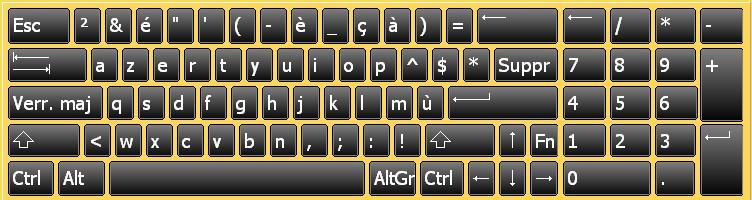 Esc ² & é " ' ( - è _ ç à ) = ← ← / * -
a z e r t y u i o p ^ $ * Suppr 7 8 9 +
Verr. maj q s d f g h j k l m ù 4 5 6
< w x c v b n , ; : ! ↑ Fn 1 2 3
Ctrl Alt AltGr Ctrl ← ↓ → 0 .